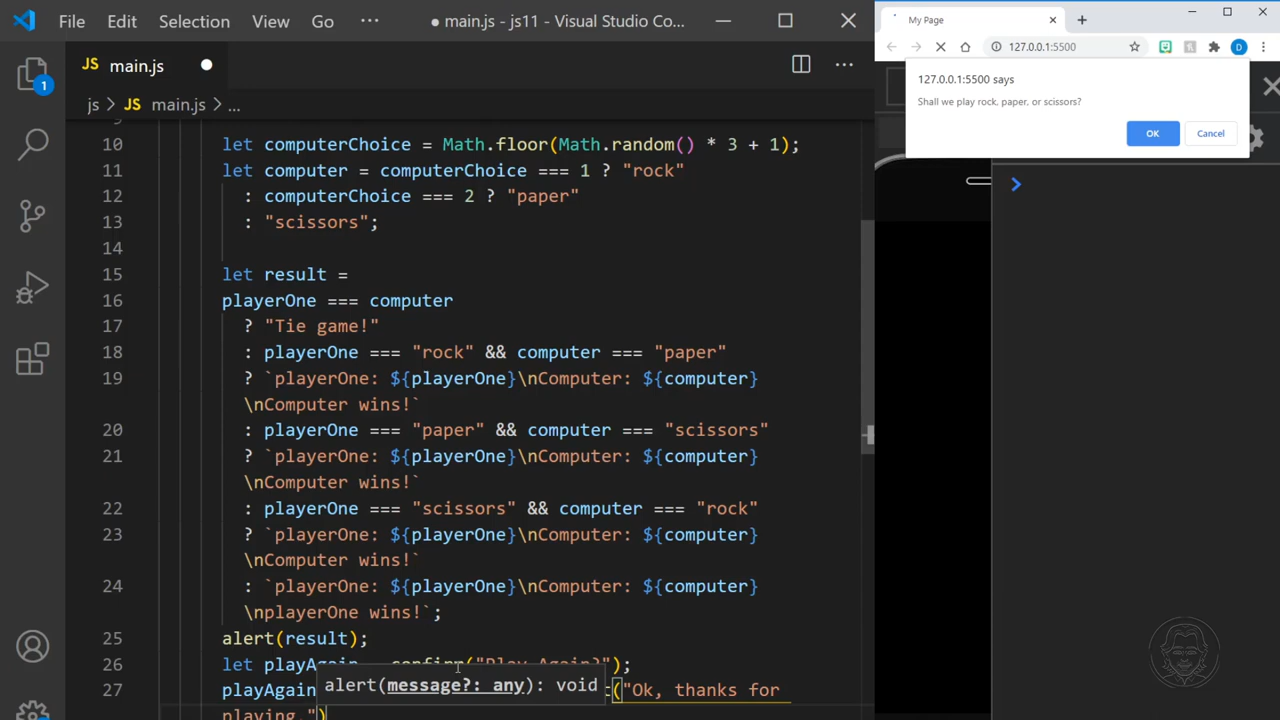 File Edit Selection View Go ··· ● main.js - js11 - Visual Studio Co...
JS main.js ●
js > JS main.js > ...
1
9
10 let computerChoice = Math.floor(Math.random() * 3 + 1);
11 let computer = computerChoice === 1 ? "rock"
12 : computerChoice === 2 ? "paper"
13 : "scissors";
14
15 let result =
16 playerOne === computer
17 ? "Tie game!"
18 : playerOne === "rock" && computer === "paper"
19 ? `playerOne: ${playerOne}\nComputer: ${computer}
\nComputer wins!`
20 : playerOne === "paper" && computer === "scissors"
21 ? `playerOne: ${playerOne}\nComputer: ${computer}
\nComputer wins!`
22 : playerOne === "scissors" && computer === "rock"
23 ? `playerOne: ${playerOne}\nComputer: ${computer}
\nComputer wins!`
24 : `playerOne: ${playerOne}\nComputer: ${computer}
\nplayerOne wins!`;
25 alert(result);
26 let playAgain = confirm("Play Again?");
27 playAgain ("Ok, thanks for
playing.")
alert(message?: any): void
My Page
127.0.0.1:5500
D
127.0.0.1:5500 says
Shall we play rock, paper, or scissors?
OK Cancel